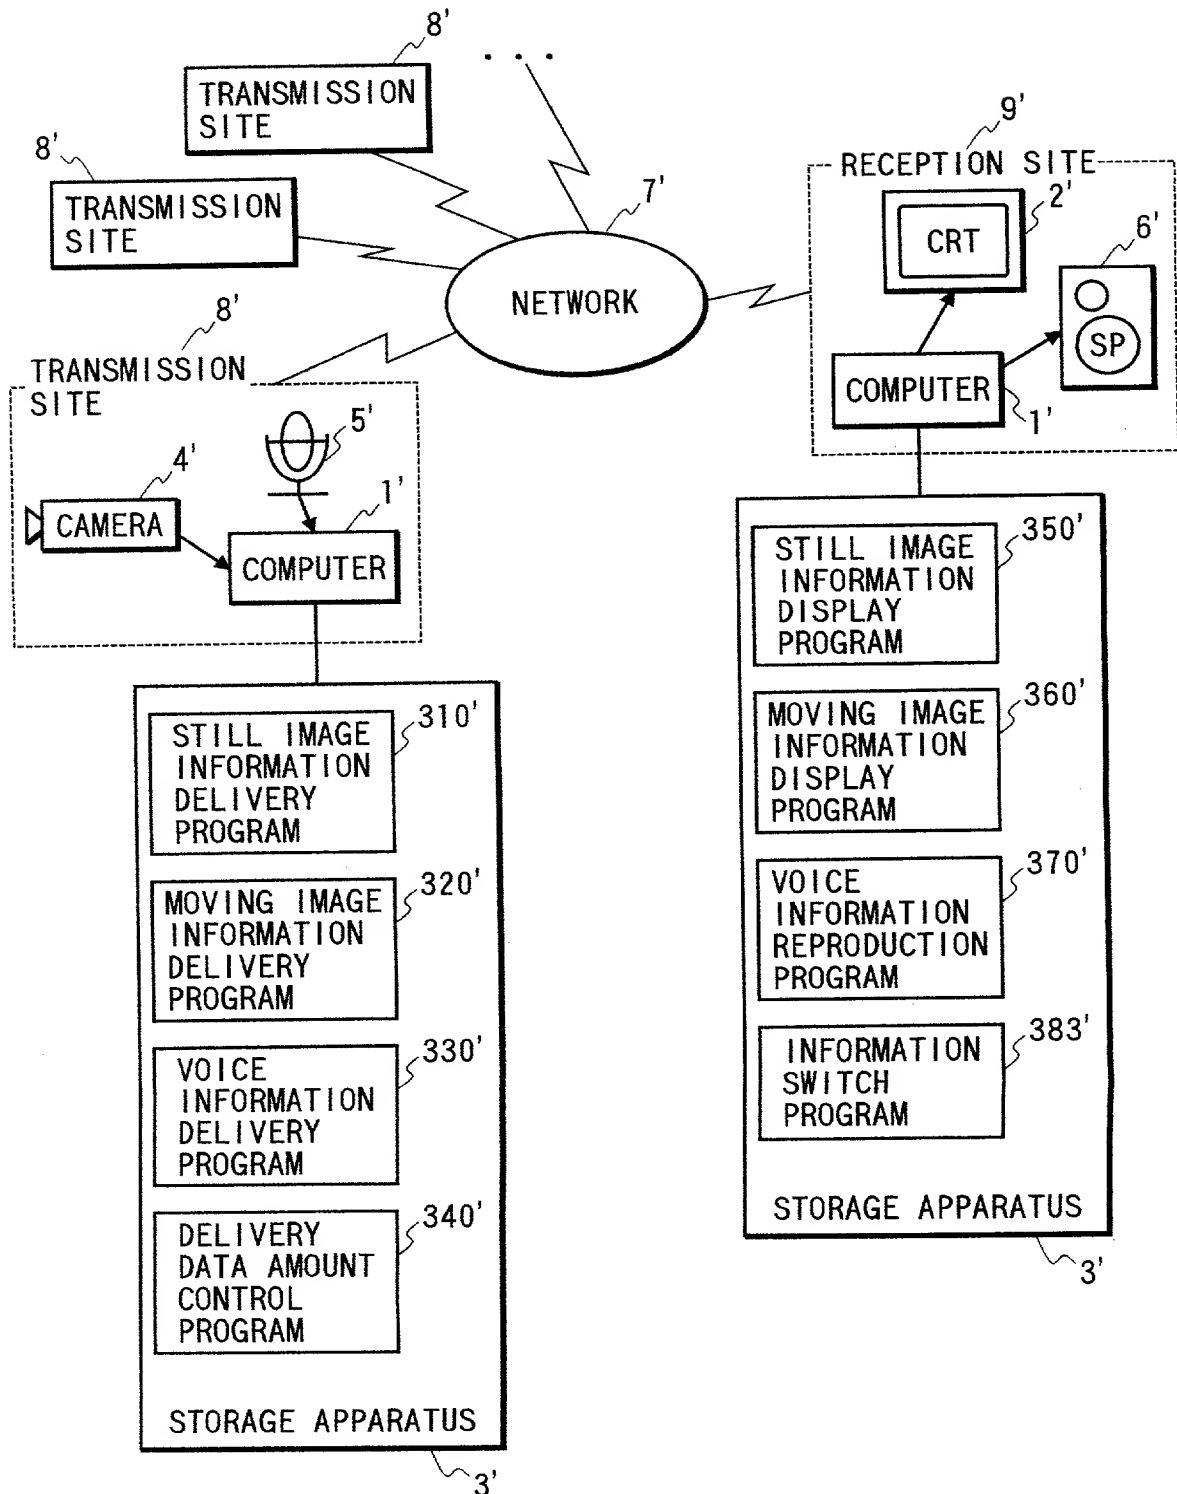 8'
. . .
TRANSMISSION
SITE
8'
TRANSMISSION
SITE
7'
NETWORK
9'
RECEPTION SITE
2'
CRT
6'
SP
COMPUTER
1'
8'
TRANSMISSION
SITE
5'
4'
CAMERA
1'
COMPUTER
310'
STILL IMAGE
INFORMATION
DELIVERY
PROGRAM
320'
MOVING IMAGE
INFORMATION
DELIVERY
PROGRAM
330'
VOICE
INFORMATION
DELIVERY
PROGRAM
340'
DELIVERY
DATA AMOUNT
CONTROL
PROGRAM
STORAGE APPARATUS
3'
350'
STILL IMAGE
INFORMATION
DISPLAY
PROGRAM
360'
MOVING IMAGE
INFORMATION
DISPLAY
PROGRAM
370'
VOICE
INFORMATION
REPRODUCTION
PROGRAM
383'
INFORMATION
SWITCH
PROGRAM
STORAGE APPARATUS
3'